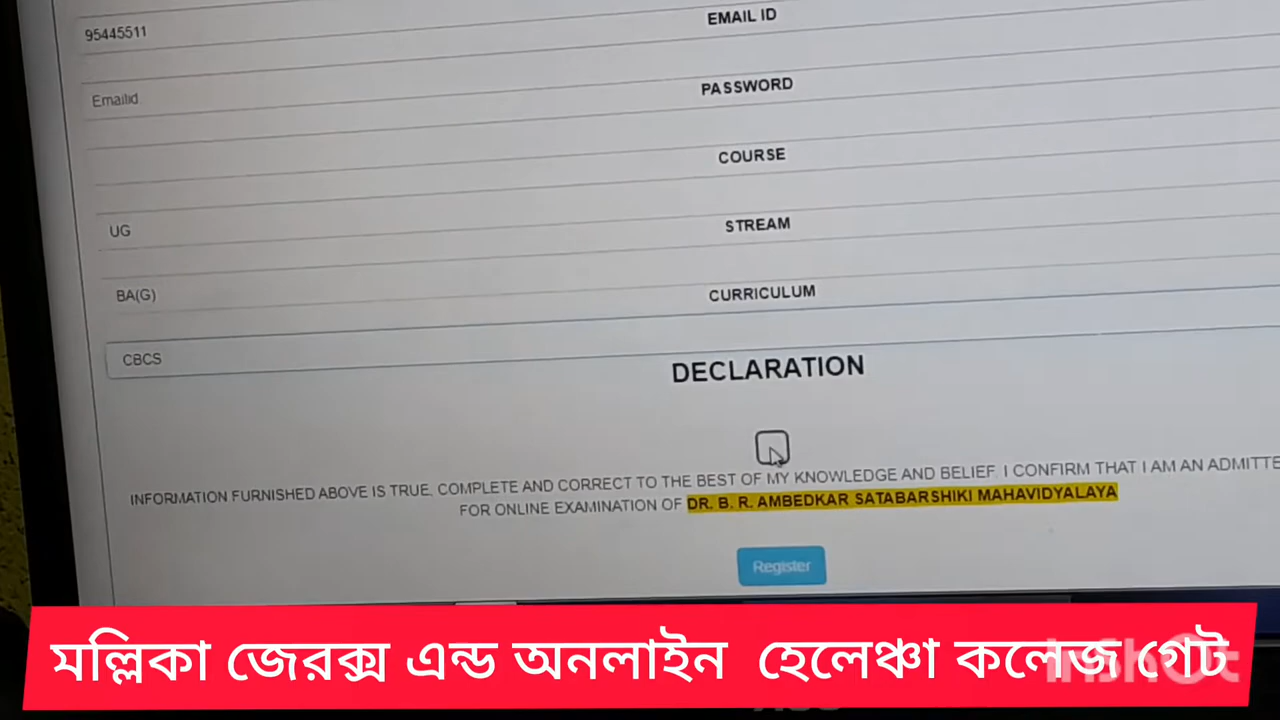 EMAIL ID
95445511
PASSWORD
Emailid
COURSE
UG
STREAM
BA(G)
CURRICULUM
CBCS
DECLARATION
INFORMATION FURNISHED ABOVE IS TRUE, COMPLETE AND CORRECT TO THE BEST OF MY KNOWLEDGE AND BELIEF. I CONFIRM THAT I AM AN
FOR ONLINE EXAMINATION OF DR. B. R. AMBEDKAR SATABARSHIKI MAHAVIDYALAYA
Register
মল্লিকা জেরক্স এন্ড অনলাইন হেলেঞ্চা কলেজ গেট
InShot